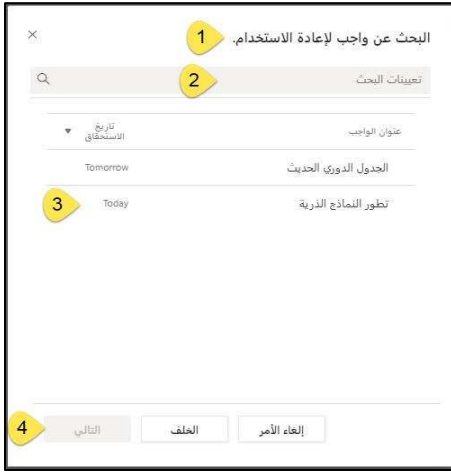 البحث عن واجب لإعادة الاستخدام.
1
تعيينات البحث
2
عنوان الواجب
تاريخ
الاستحقاق
الجدول الدوري الحديث
Tomorrow
تطور النماذج الذرية
Today
3
إلغاء الأمر
الخلف
التالي
4